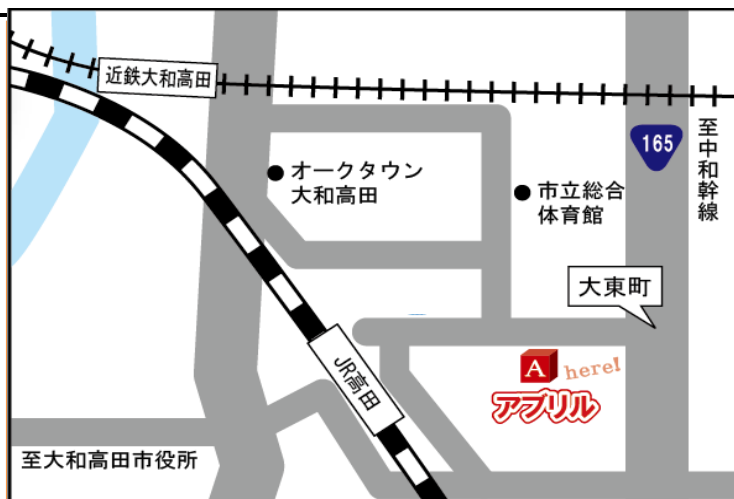 近鉄大和高田
165
至中和幹線
オークタウン
大和高田
市立総合
体育館
大東町
JR高田
A here!
アブリル
至大和高田市役所